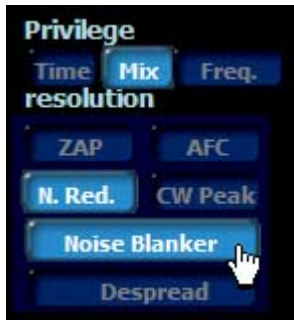 Privilege
Time Mix Freq.
resolution
ZAP AFC
N. Red. CW Peak
Noise Blanker
Despread